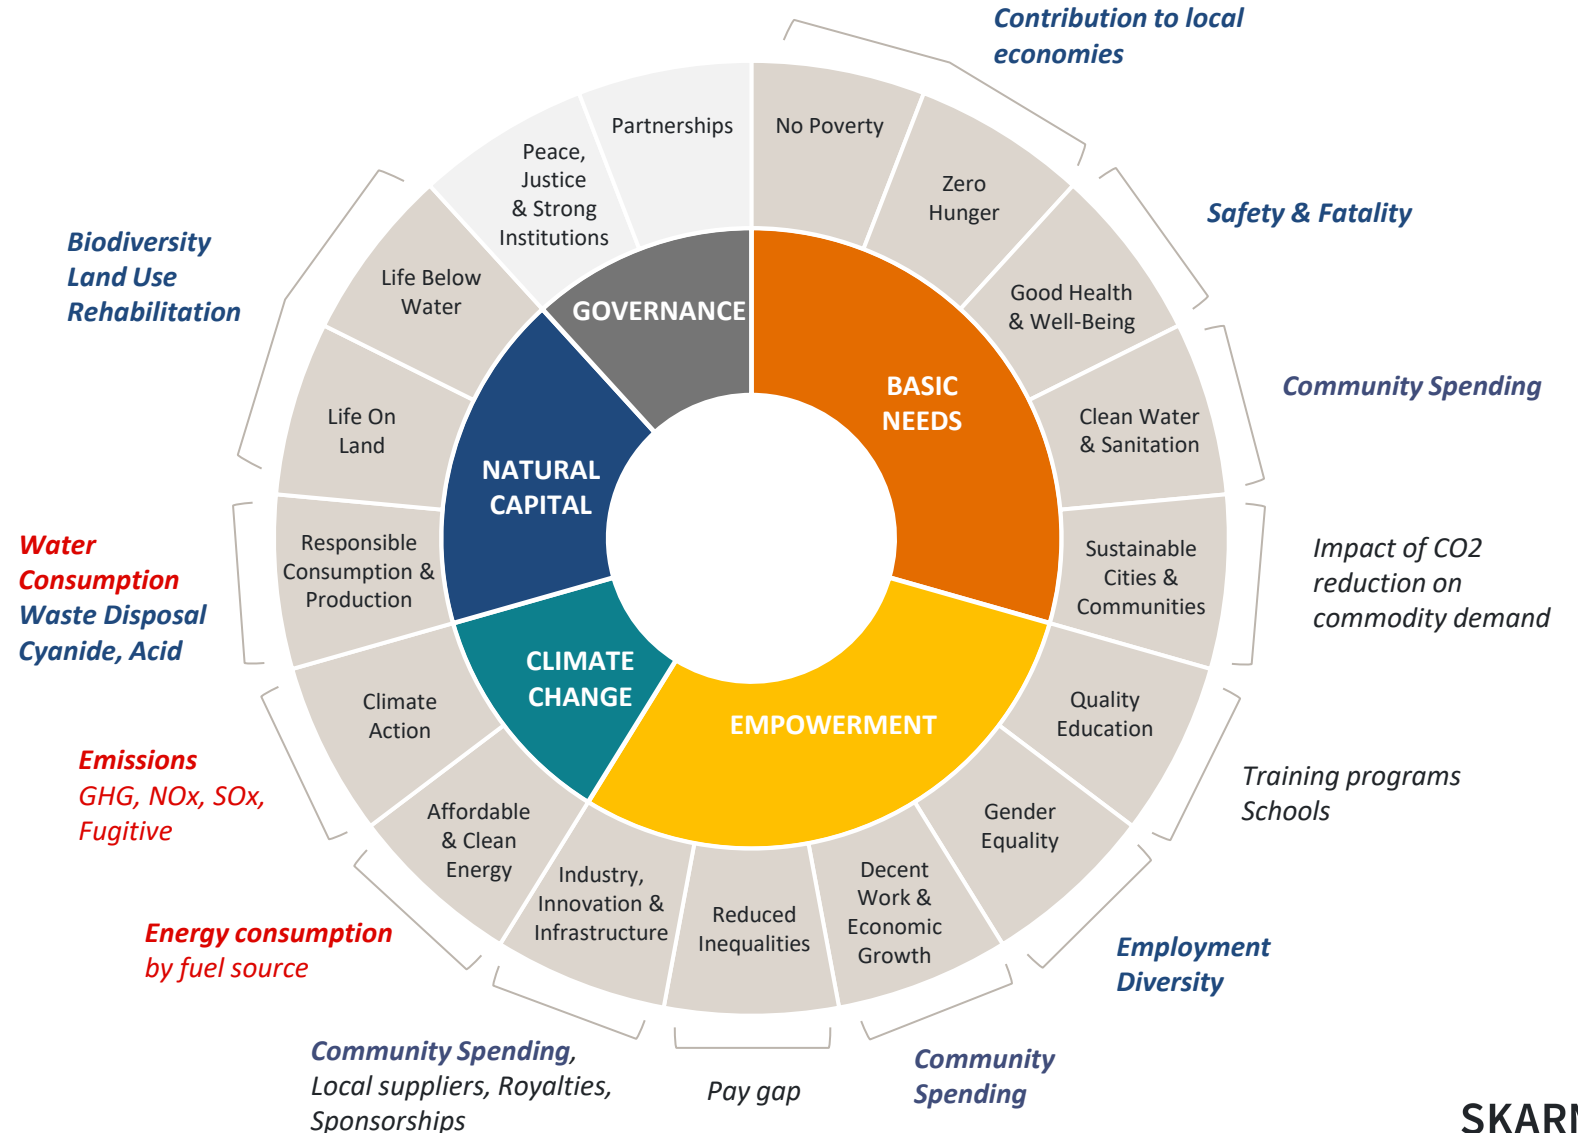 Contribution to local
economies
Partnerships
No Poverty
Peace,
Justice
& Strong
Institutions
Zero
Hunger
Safety & Fatality
Biodiversity
Land Use
Rehabilitation
Life Below
Water
Good Health
& Well-Being
GOVERNANCE
BASIC
NEEDS
Community Spending
Life On
Land
Clean Water
& Sanitation
NATURAL
CAPITAL
Water
Consumption
Waste Disposal
Cyanide, Acid
Responsible
Consumption &
Production
Sustainable
Cities &
Communities
Impact of CO2
reduction on
commodity demand
CLIMATE
CHANGE
EMPOWERMENT
Climate
Action
Quality
Education
Emissions
GHG, NOx, SOx,
Fugitive
Training programs
Schools
Affordable
& Clean
Energy
Gender
Equality
Industry,
Innovation &
Infrastructure
Reduced
Inequalities
Decent
Work &
Economic
Growth
Energy consumption
by fuel source
Employment
Diversity
Community Spending,
Local suppliers, Royalties,
Sponsorships
Pay gap
Community
Spending